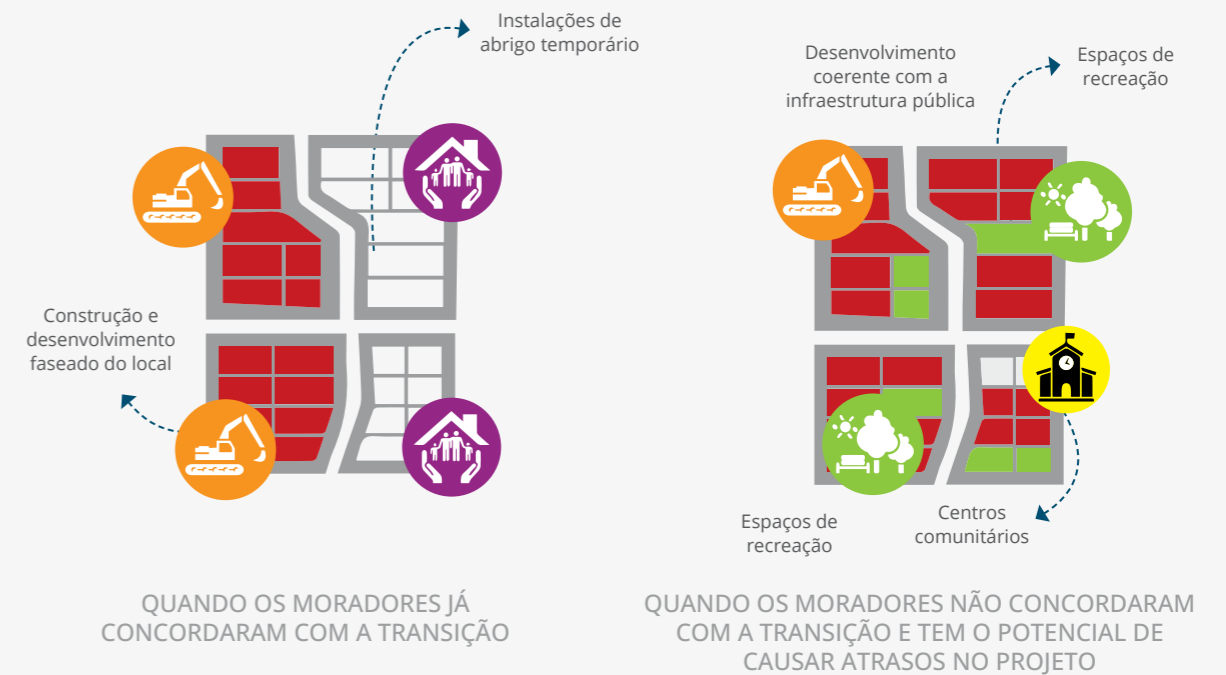 Instalações de
abrigo temporário
Construção e
desenvolvimento
faseado do local
QUANDO OS MORADORES JÁ
CONCORDARAM COM A TRANSIÇÃO
Desenvolvimento
coerente com a
infraestrutura pública
Espaços de
recreação
Espaços de
recreação
Centros
comunitários
QUANDO OS MORADORES NÃO CONCORDARAM
COM A TRANSIÇÃO E TEM O POTENCIAL DE
CAUSAR ATRASOS NO PROJETO